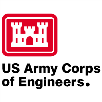 US Army Corps
of Engineers.